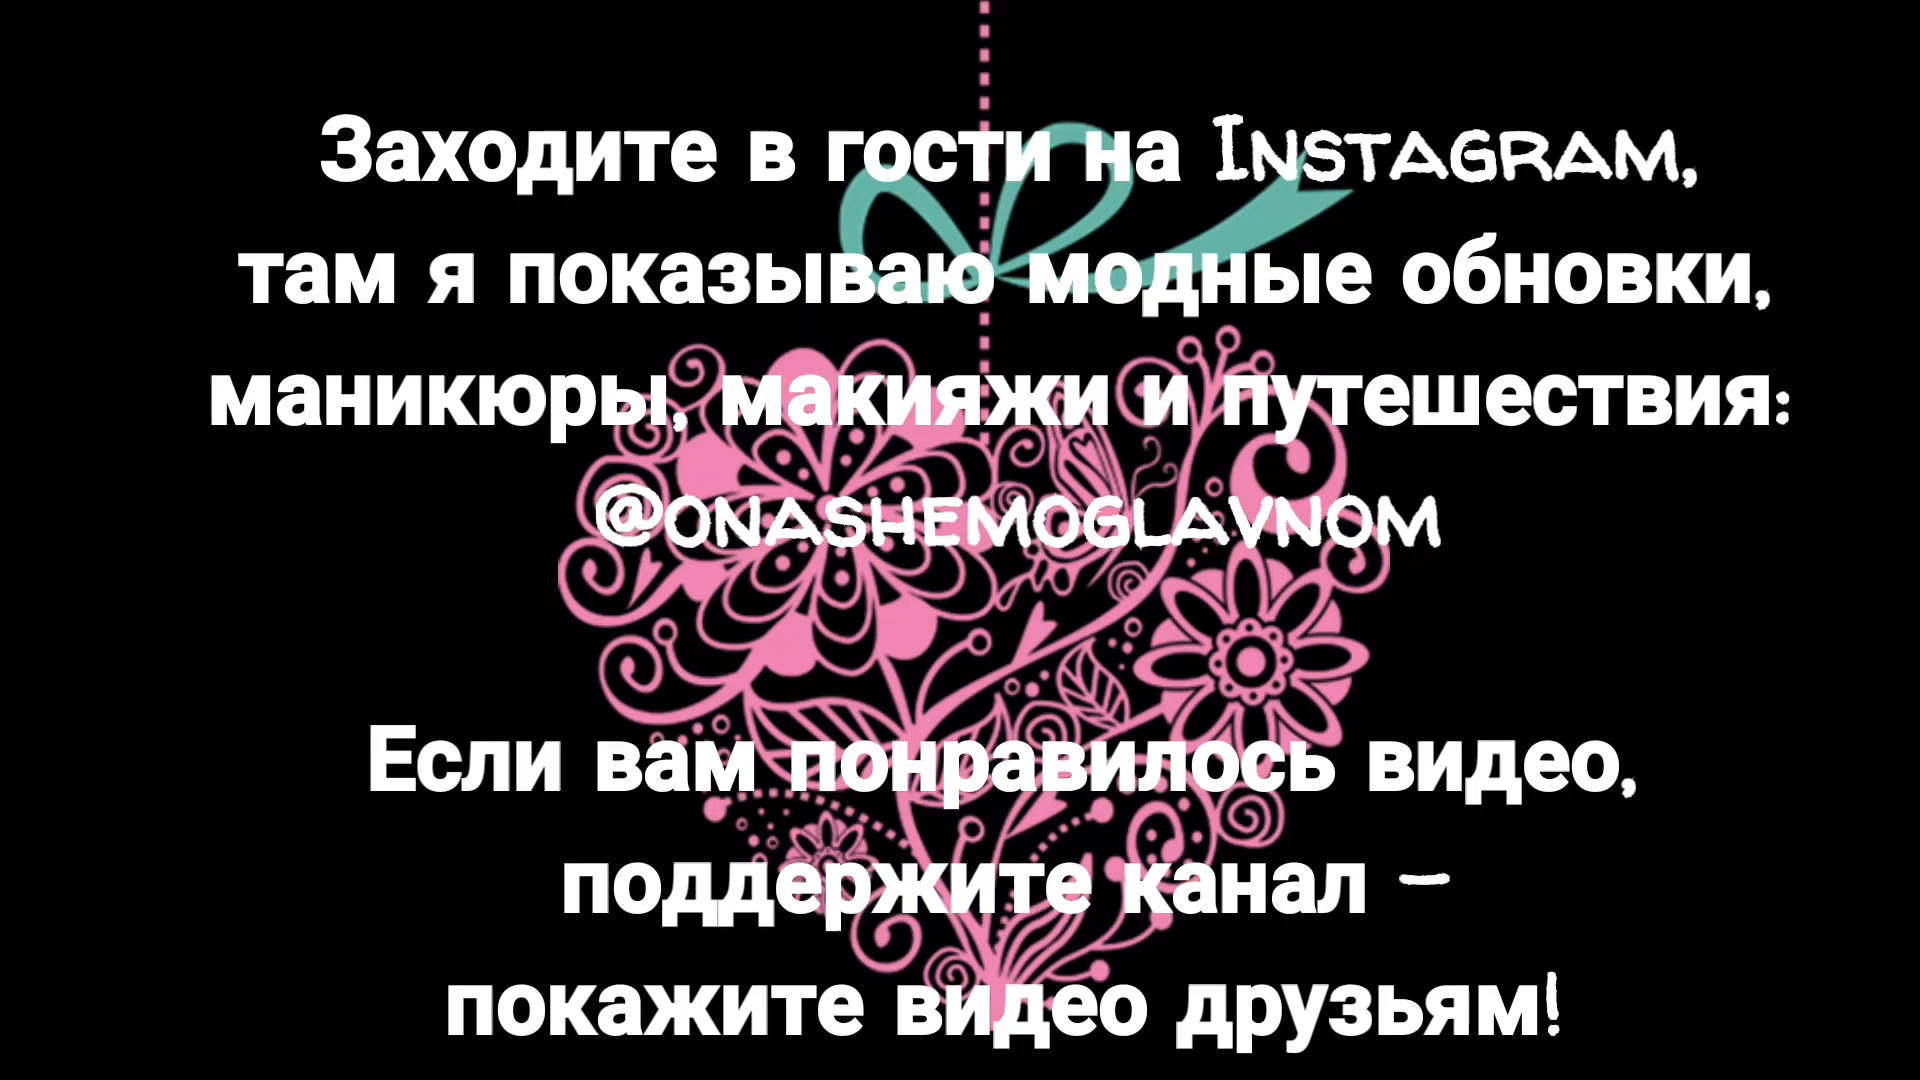 Заходите в гости на Instagram,
там я показываю модные обновки,
маникюры, макияжи и путешествия:
@onashemoglavnom
Если вам понравилось видео,
поддержите канал –
покажите видео друзьям!